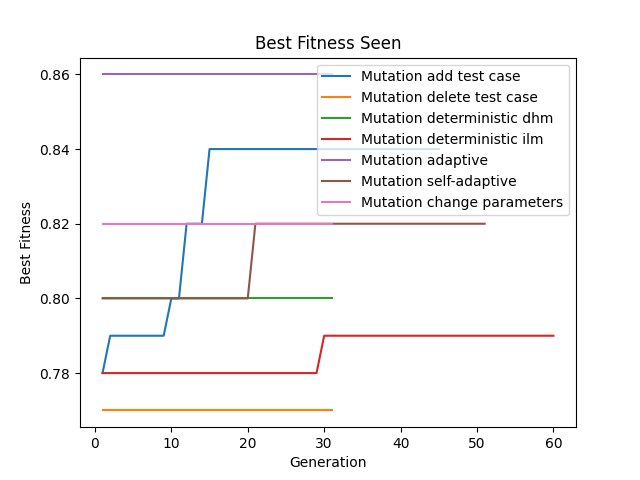 Best Fitness Seen
Best Fitness
0.86
0.84
0.82
0.80
0.78
Mutation add test case
Mutation delete test case
Mutation deterministic dhm
Mutation deterministic ilm
Mutation adaptive
Mutation self-adaptive
Mutation change parameters
0 10 20 30 40 50 60
Generation